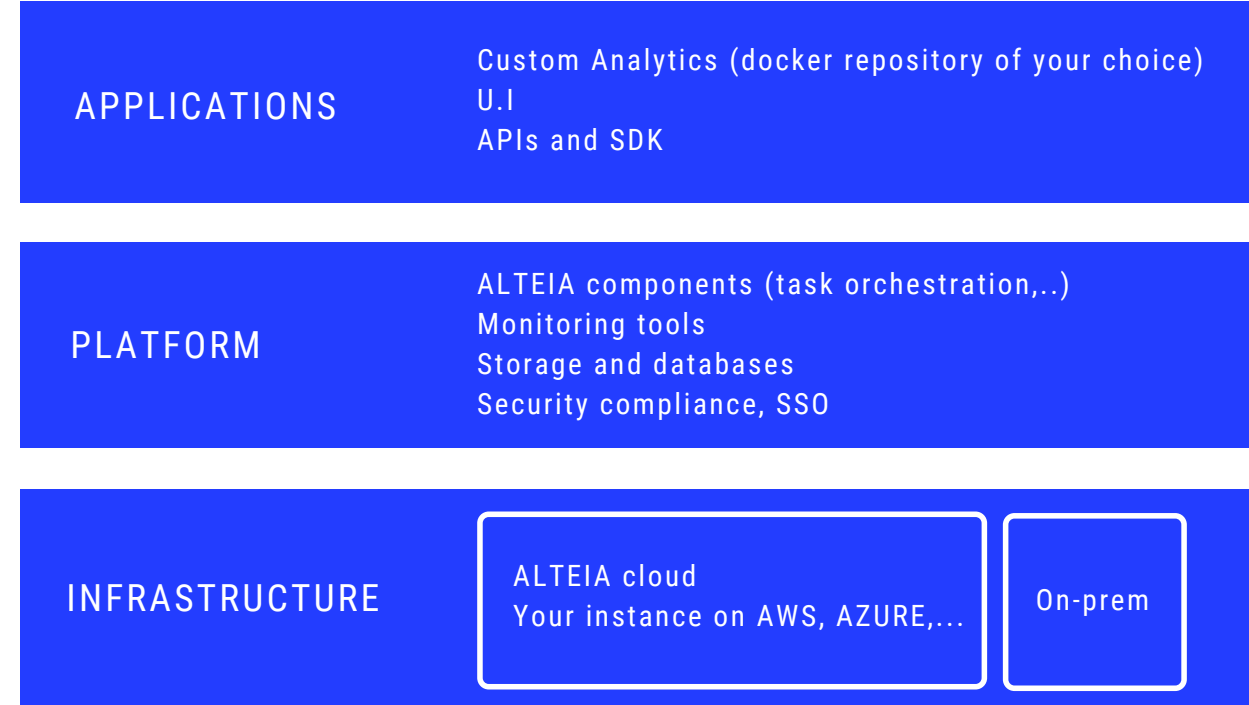 APPLICATIONS
Custom Analytics (docker repository of your choice)
U.I
APIs and SDK
PLATFORM
ALTEIA components (task orchestration,..)
Monitoring tools
Storage and databases
Security compliance, SSO
INFRASTRUCTURE
ALTEIA cloud
Your instance on AWS, AZURE,...
On-prem